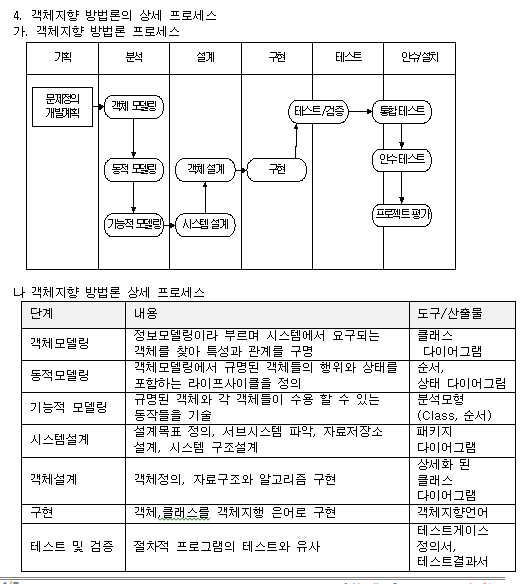 4. 객체지향 방법론의 상세 프로세스
가. 객체지향 방법론 프로세스
기획 분석 설계 구현 테스트 인수/설치
문제정의
개발계획
객체 모델링
테스트/검증
통합 테스트
동적 모델링
객체 설계
구현
인수 테스트
기능적 모델링
시스템 설계
프로젝트 평가
나 객체지향 방법론 상세 프로세스
단계 내용 도구/산출물
객체모델링
정보모델링이라 부르며 시스템에서 요구되는
객체를 찾아 특성과 관계를 구명
클래스
다이어그램
동적모델링
객체모델링에서 규명된 객체들의 행위와 상태를
포함하는 라이프사이클을 정의
순서,
상태 다이어그림
기능적 모델링
규명된 객체와 각 객체들이 수용 할 수 있는
동작들을 기술
분석모형
(Class, 순서)
시스템설계
설계목표 정의, 서브시스템 파악, 자료저장소
설계, 시스템 구조설계
패키지
다이어그램
객체설계
객체정의, 자료구조와 알고리즘 구현
상세화 된
클래스
다이어그램
구현
객체,클래스를 객체지행 은어로 구현
객체지향언어
테스트 및 검증
절차적 프로그램의 테스트와 유사
테스트게이스
정의서,
테스트결과서